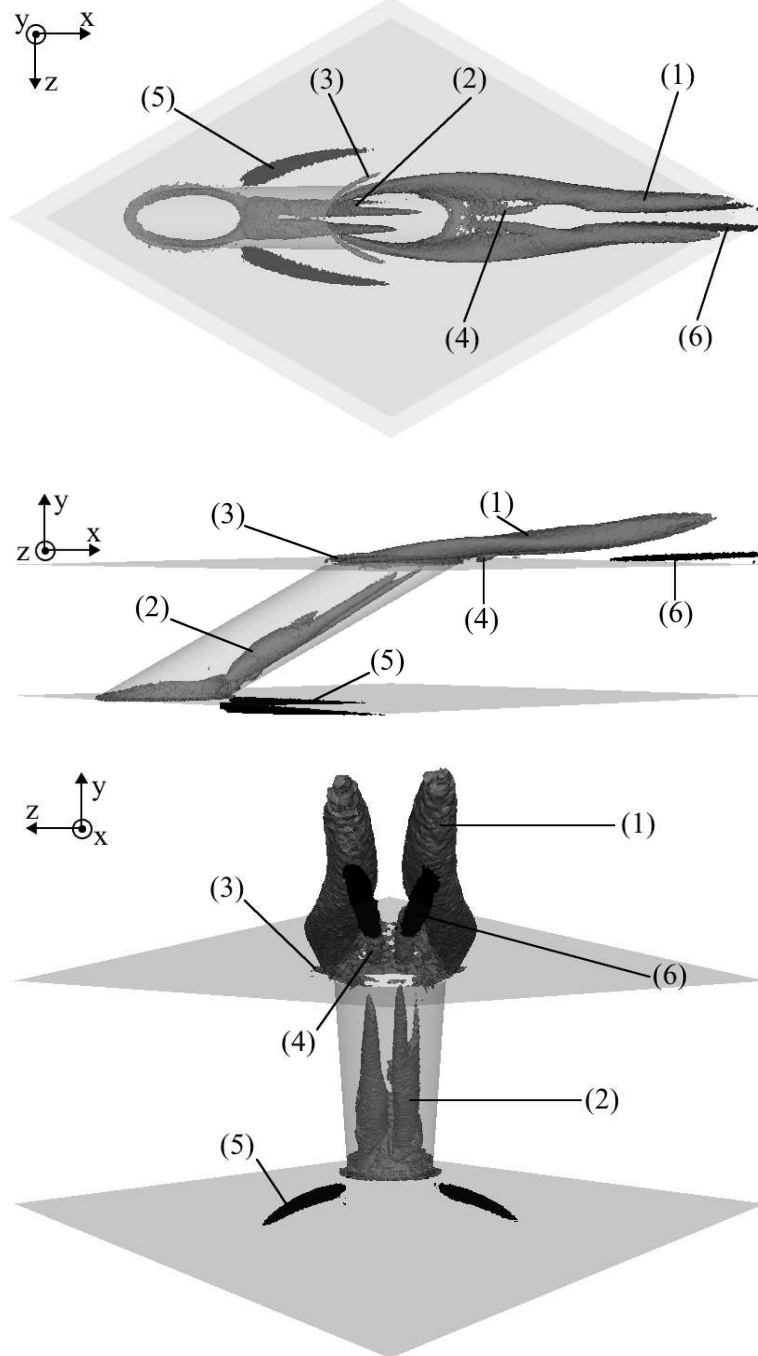 y x
z
(5) (3) (2) (1)
(4) (6)
y
z x
(3) (1)
(2) (4) (6)
(5)
y
z x
(1)
(3)
(6)
(4)
(2)
(5)